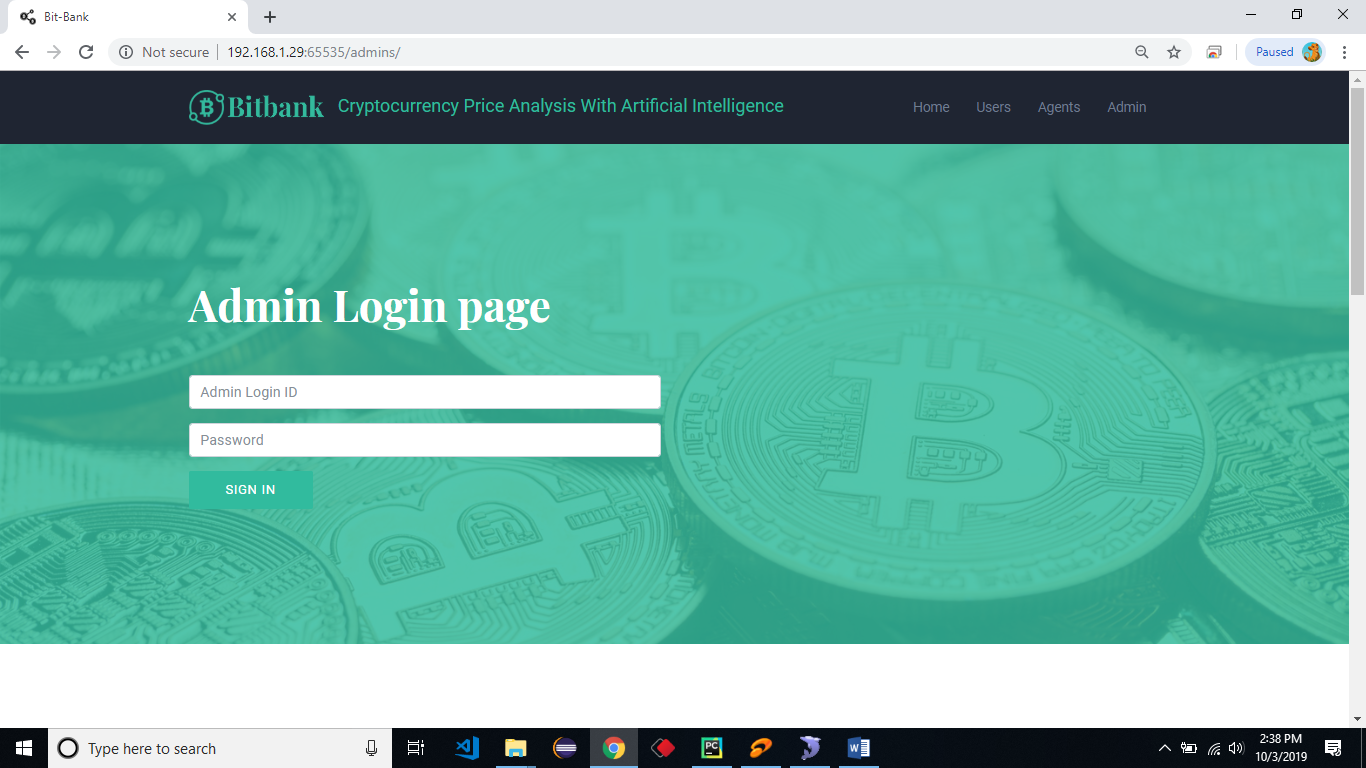 Bit-Bank
Not secure 192.168.1.29:65535/admins/
Paused
Bitbank Cryptocurrency Price Analysis With Artificial Intelligence Home Users Agents Admin
Admin Login page
Admin Login ID
Password
SIGN IN
Type here to search
PC
W
2:38 PM
10/3/2019